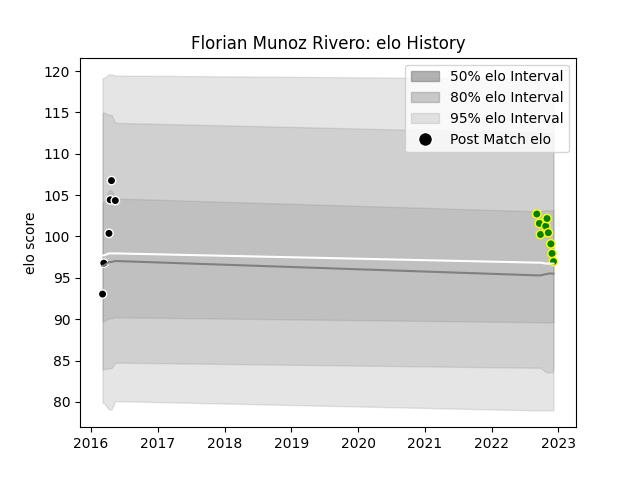 Florian Munoz Rivero: elo History
50% elo Interval
80% elo Interval
95% elo Interval
Post Match elo
elo score
120
115
110
105
100
95
90
85
80
2016 2017 2018 2019 2020 2021 2022 2023